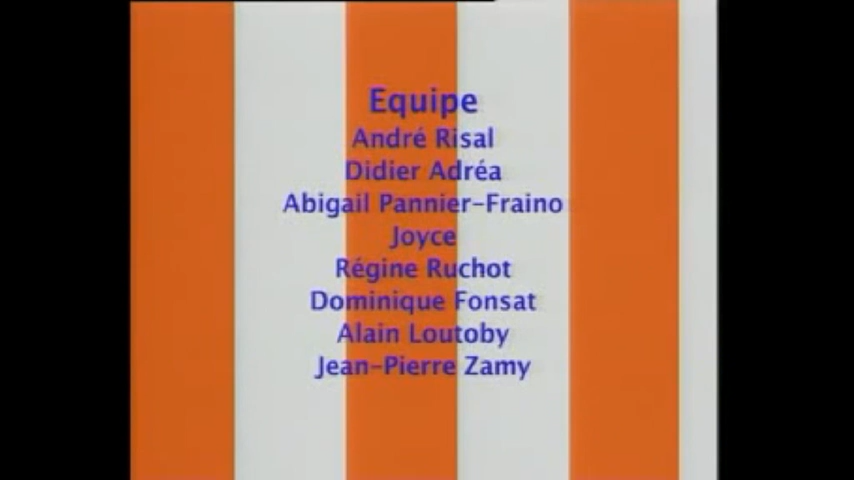 Equipe
André Risal
Didier Adréa
Abigail Pannier-Fraino
Joyce
Régine Ruchot
Dominique Fonsat
Alain Loutoby
Jean-Pierre Zamy